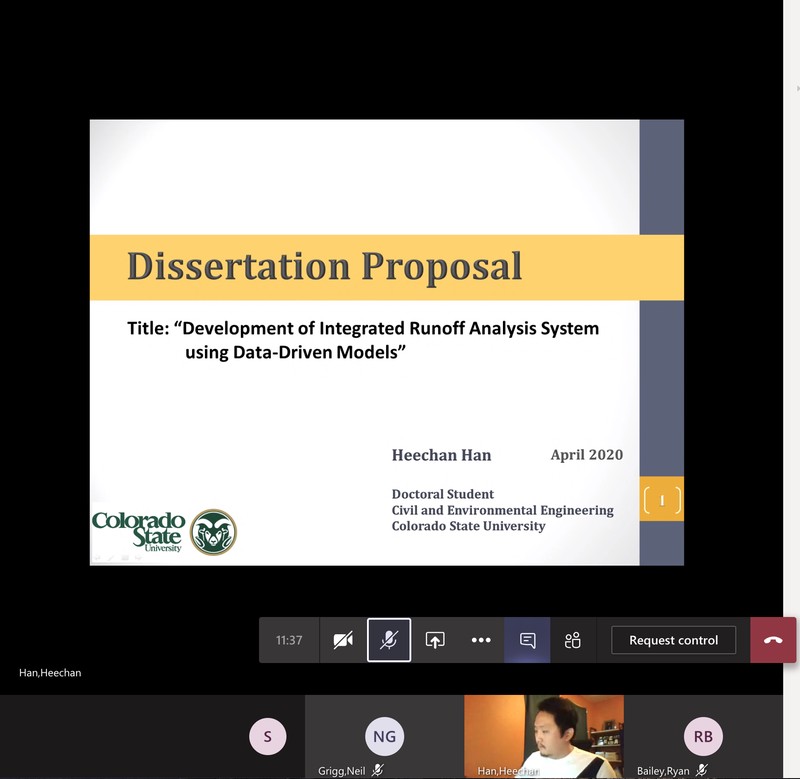 Dissertation Proposal
Title: “Development of Integrated Runoff Analysis System
using Data-Driven Models”
Heechan Han April 2020
Doctoral Student
Civil and Environmental Engineering
Colorado State University
1
Colorado
State
University
11:37
Request control
Han,Heechan
S
NG
RB
Grigg,Neil
Han,Heechan
Bailey,Ryan